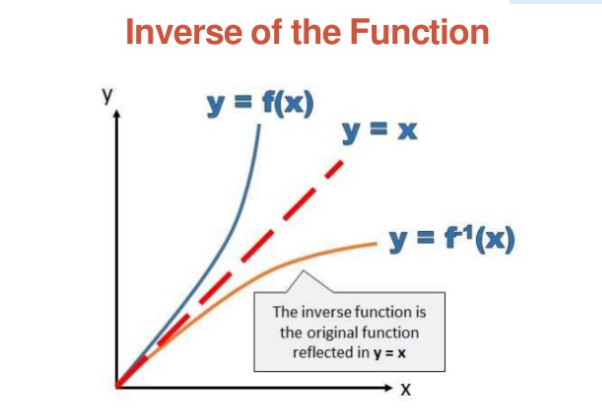 Inverse of the Function
y
y = f(x)
y = x
y = f⁻¹(x)
The inverse function is
the original function
reflected in y = x
x